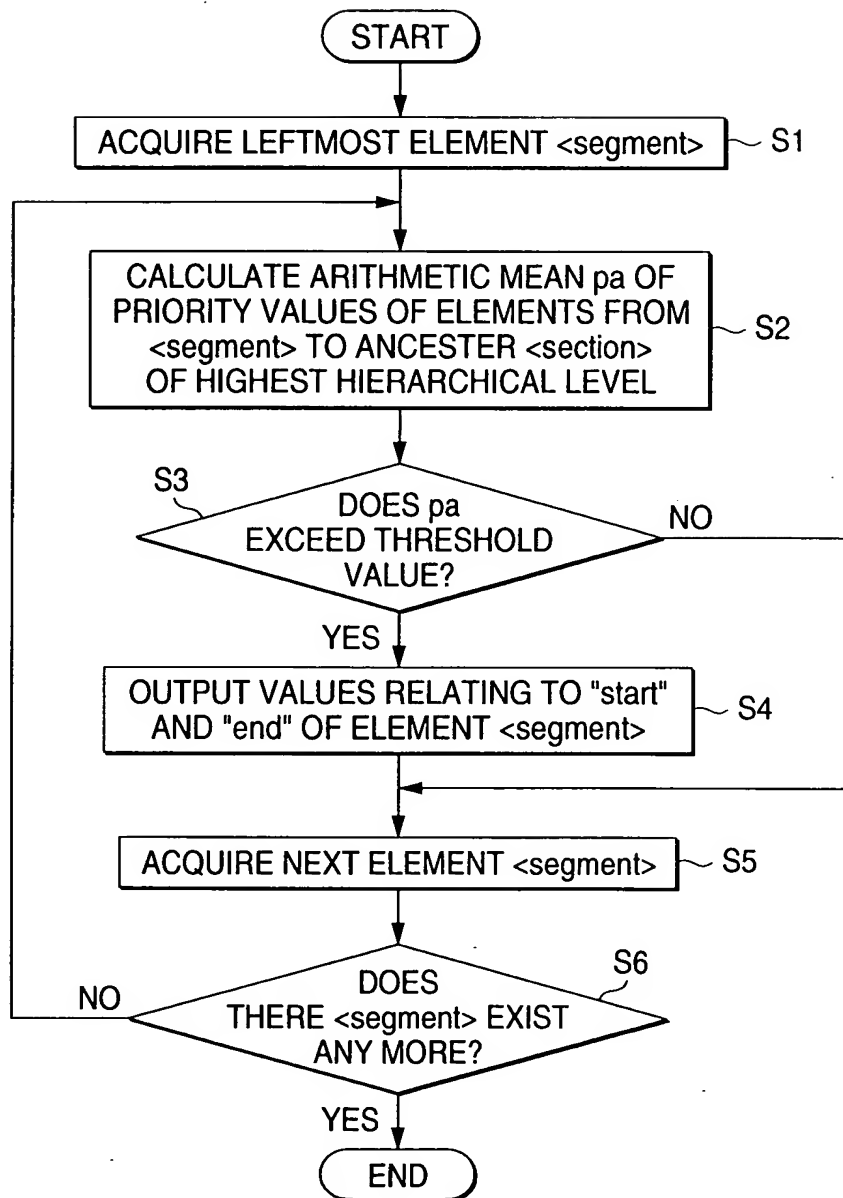 START
ACQUIRE LEFTMOST ELEMENT <segment>
S1
CALCULATE ARITHMETIC MEAN pa OF
PRIORITY VALUES OF ELEMENTS FROM
<segment> TO ANCESTER <section>
OF HIGHEST HIERARCHICAL LEVEL
S2
S3
DOES pa
EXCEED THRESHOLD
VALUE?
NO
YES
OUTPUT VALUES RELATING TO "start"
AND "end" OF ELEMENT <segment>
S4
ACQUIRE NEXT ELEMENT <segment>
S5
S6
DOES
THERE <segment> EXIST
ANY MORE?
NO
YES
END